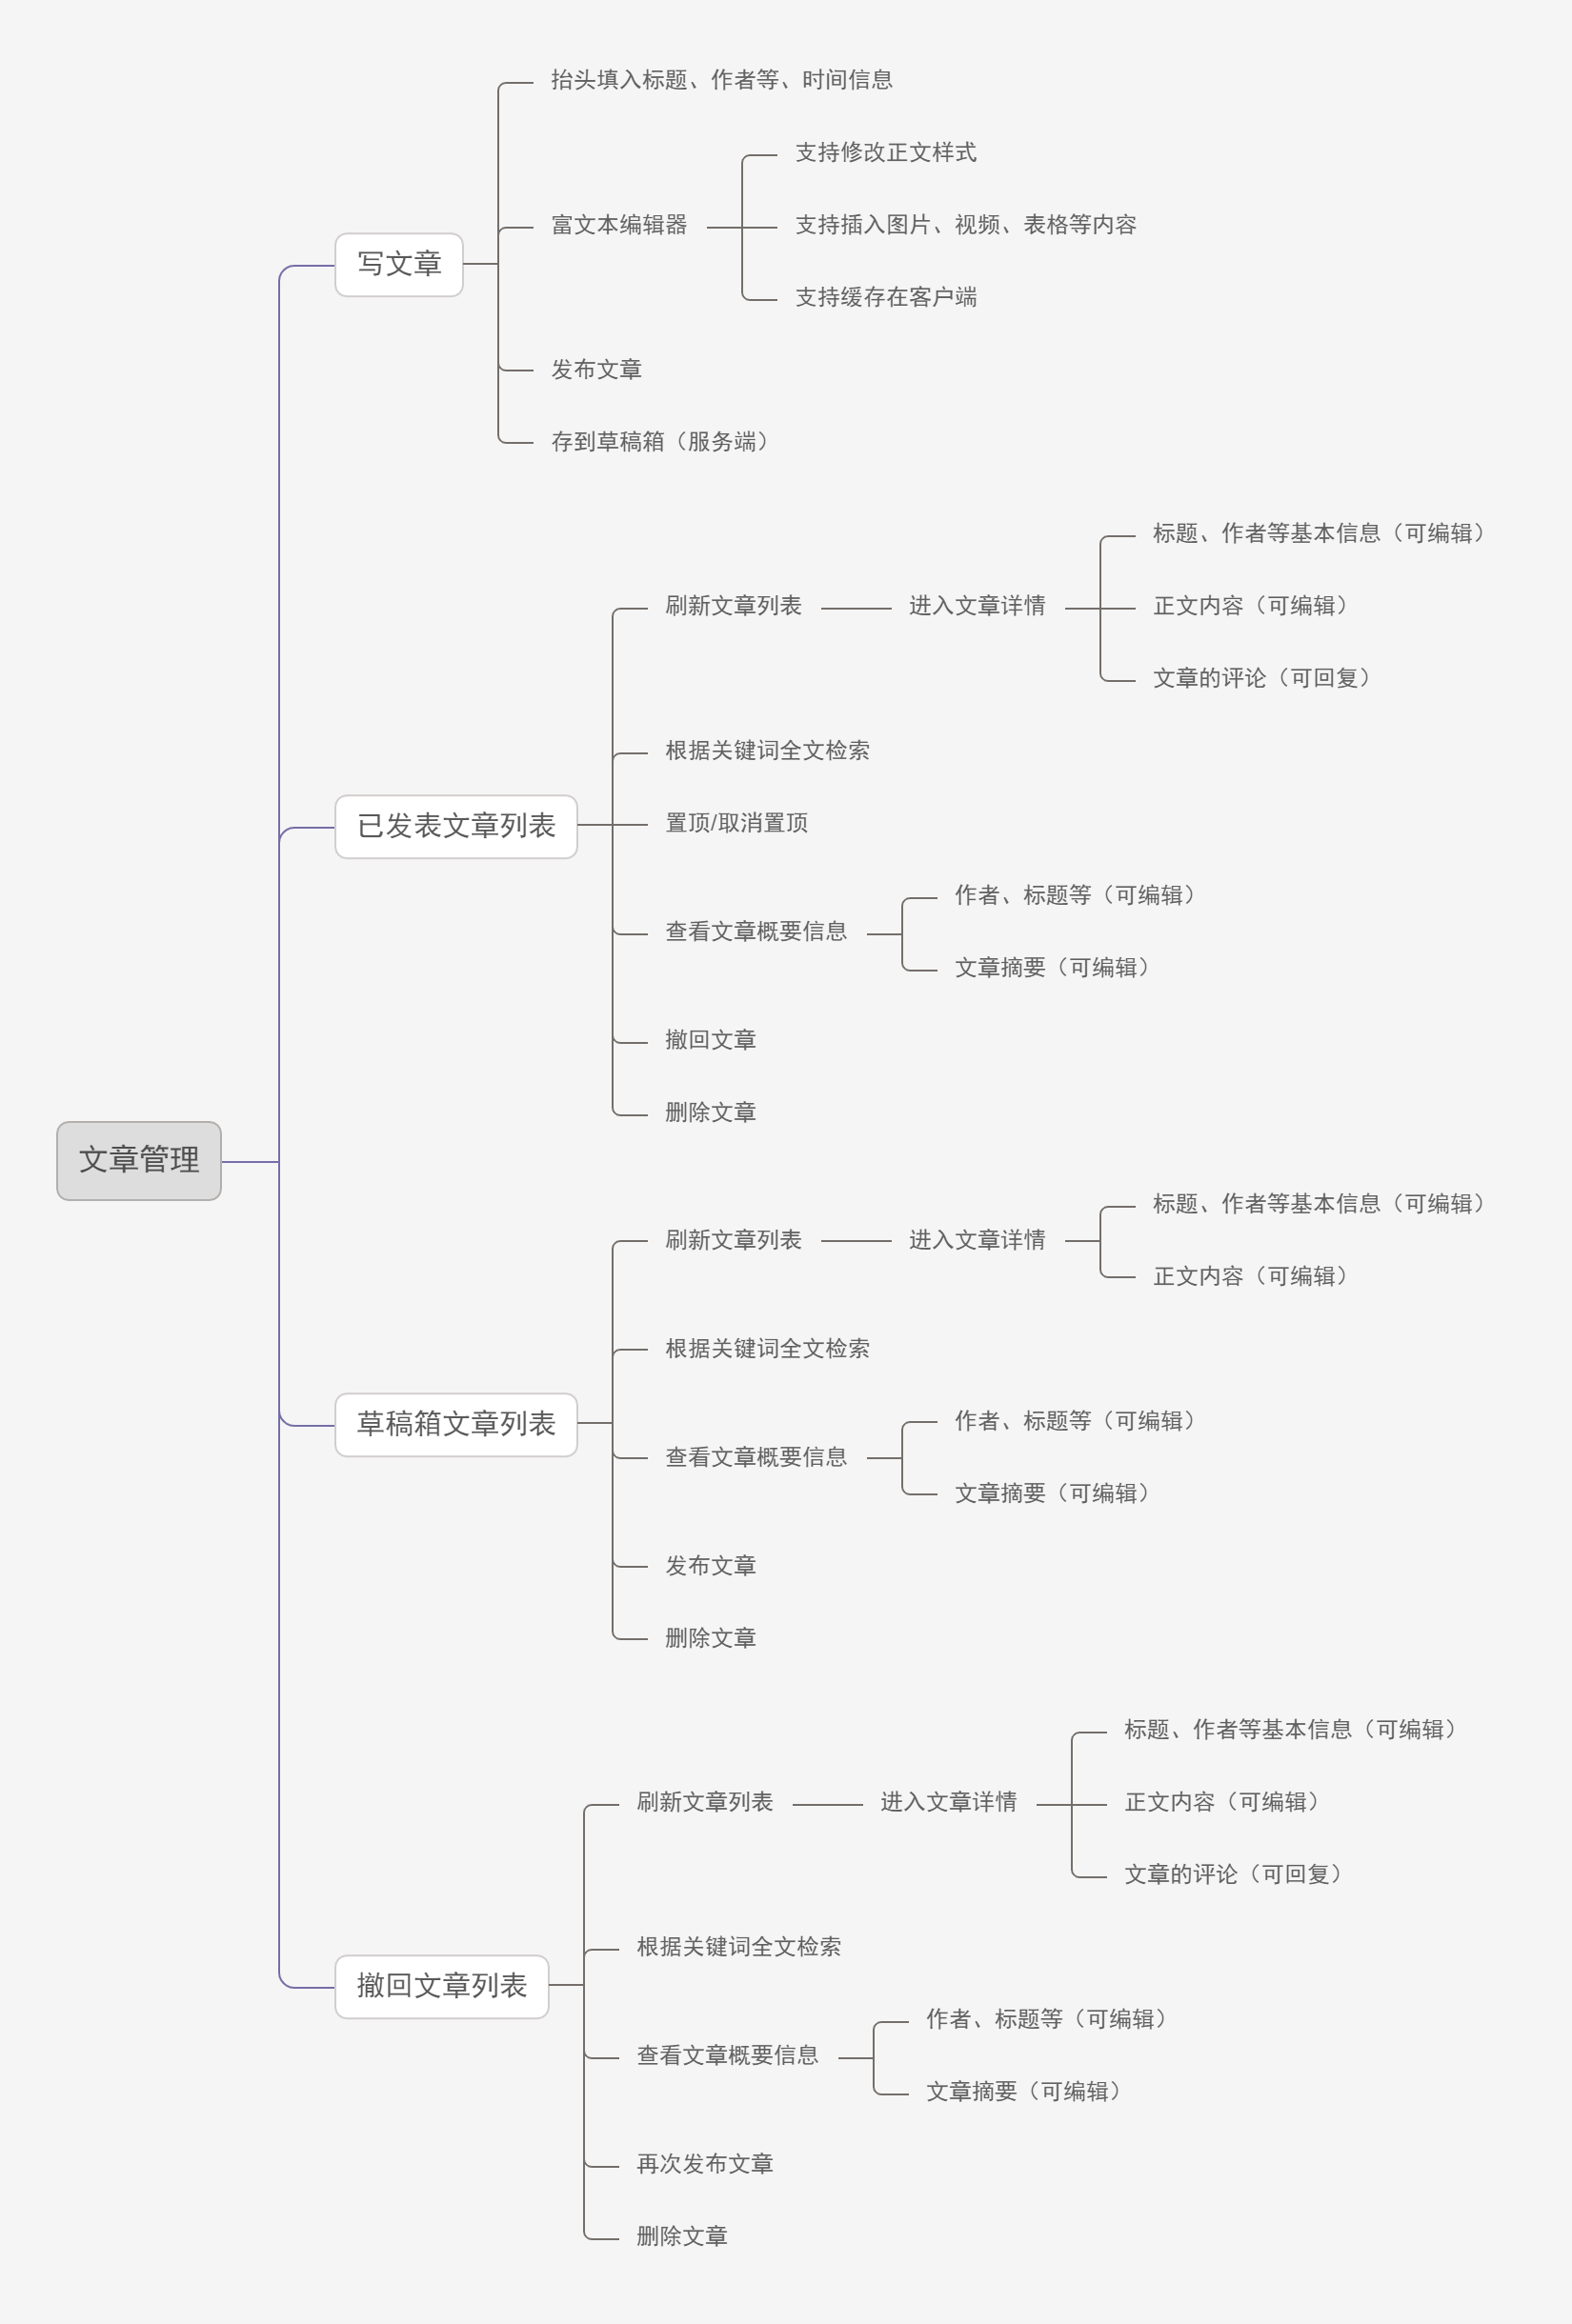 文章管理
写文章
抬头填入标题、作者等、时间信息
富文本编辑器
支持修改正文样式
支持插入图片、视频、表格等内容
支持缓存在客户端
发布文章
存到草稿箱（服务端）
已发表文章列表
刷新文章列表
进入文章详情
标题、作者等基本信息（可编辑）
正文内容（可编辑）
文章的评论（可回复）
根据关键词全文检索
置顶/取消置顶
查看文章概要信息
作者、标题等（可编辑）
文章摘要（可编辑）
撤回文章
删除文章
草稿箱文章列表
刷新文章列表
进入文章详情
标题、作者等基本信息（可编辑）
正文内容（可编辑）
根据关键词全文检索
查看文章概要信息
作者、标题等（可编辑）
文章摘要（可编辑）
发布文章
删除文章
撤回文章列表
刷新文章列表
进入文章详情
标题、作者等基本信息（可编辑）
正文内容（可编辑）
文章的评论（可回复）
根据关键词全文检索
查看文章概要信息
作者、标题等（可编辑）
文章摘要（可编辑）
再次发布文章
删除文章